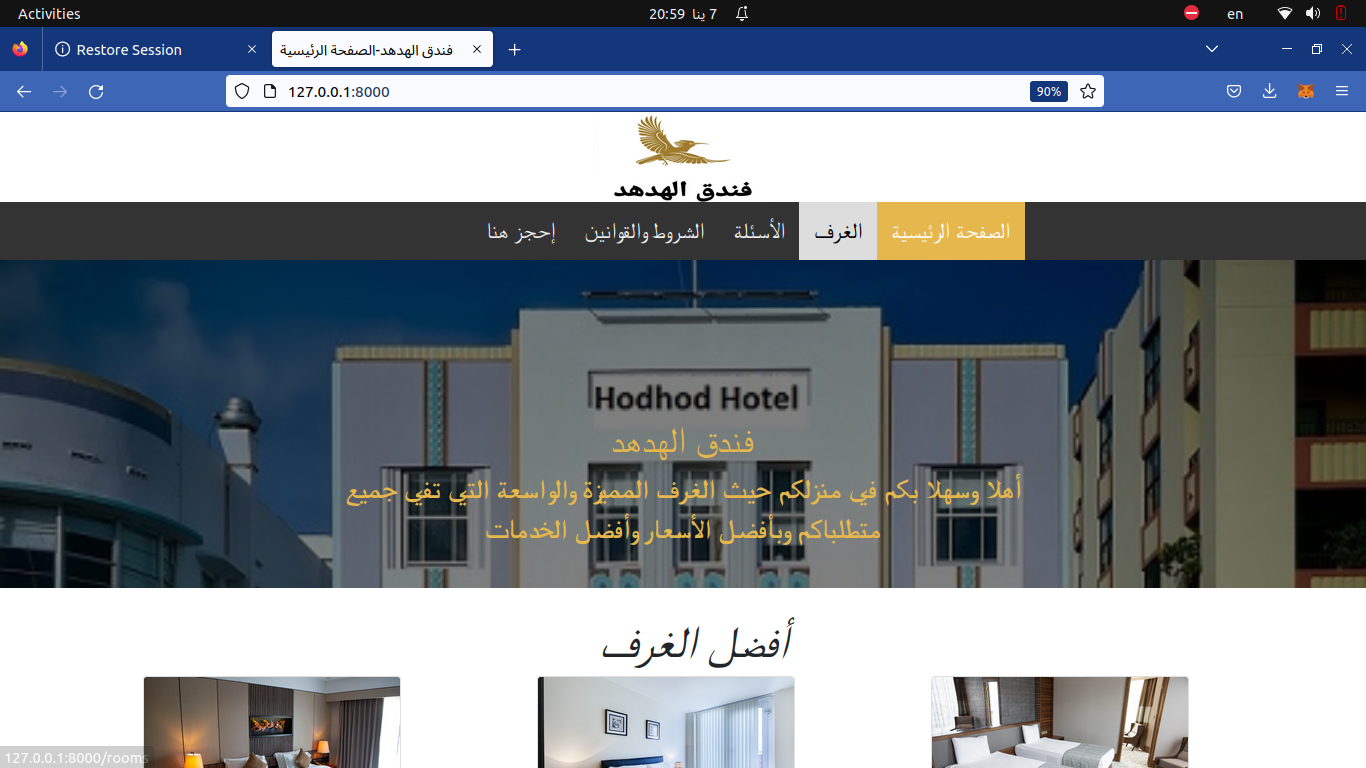 Activities
20:59 7 ينا
en
Restore Session
فندق الهدهد-الصفحة الرئيسية
127.0.0.1:8000
90%
فندق الهدهد
الصفحة الرئيسية
الغرف
الأسئلة
الشروط والقوانين
إحجز هنا
Hodhod Hotel
فندق الهدهد
أهلا وسهلا بكم في منزلكم حيث الغرف المميزة والواسعة التي تفي جميع
متطلباكم وبأفضل الأسعار وأفضل الخدمات
أفضل الغرف
127.0.0.1:8000/rooms